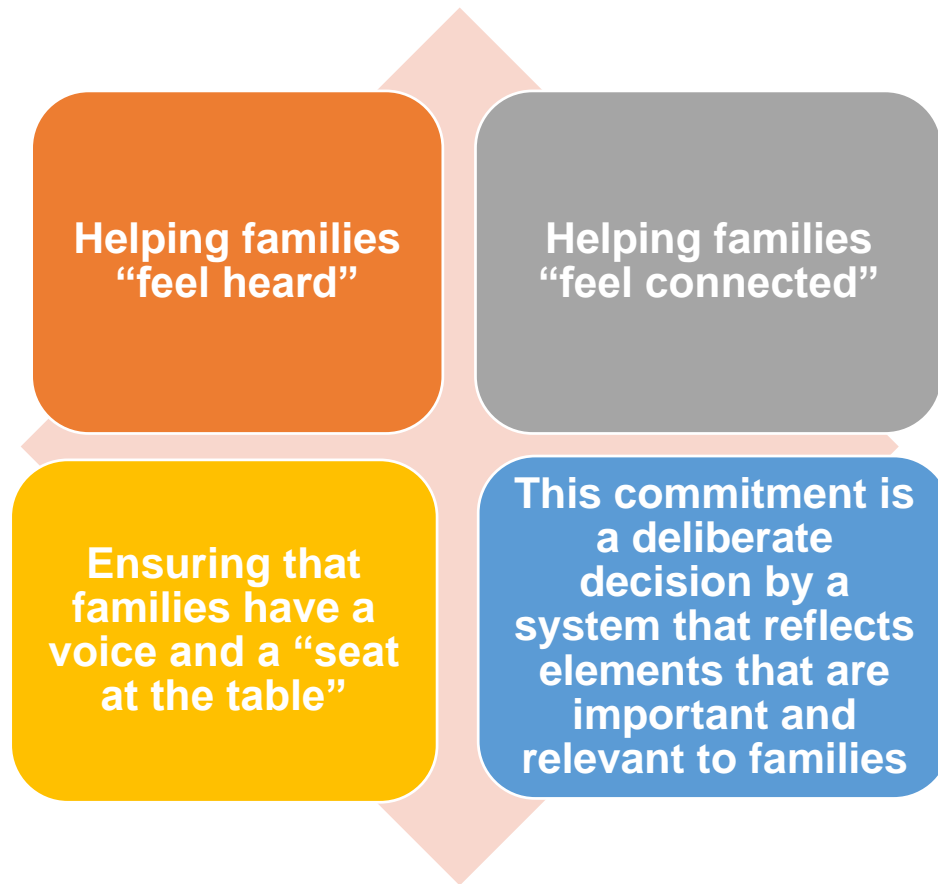 Helping families
“feel heard”
Helping families
“feel connected”
Ensuring that
families have a
voice and a “seat
at the table”
This commitment is
a deliberate
decision by a
system that reflects
elements that are
important and
relevant to families